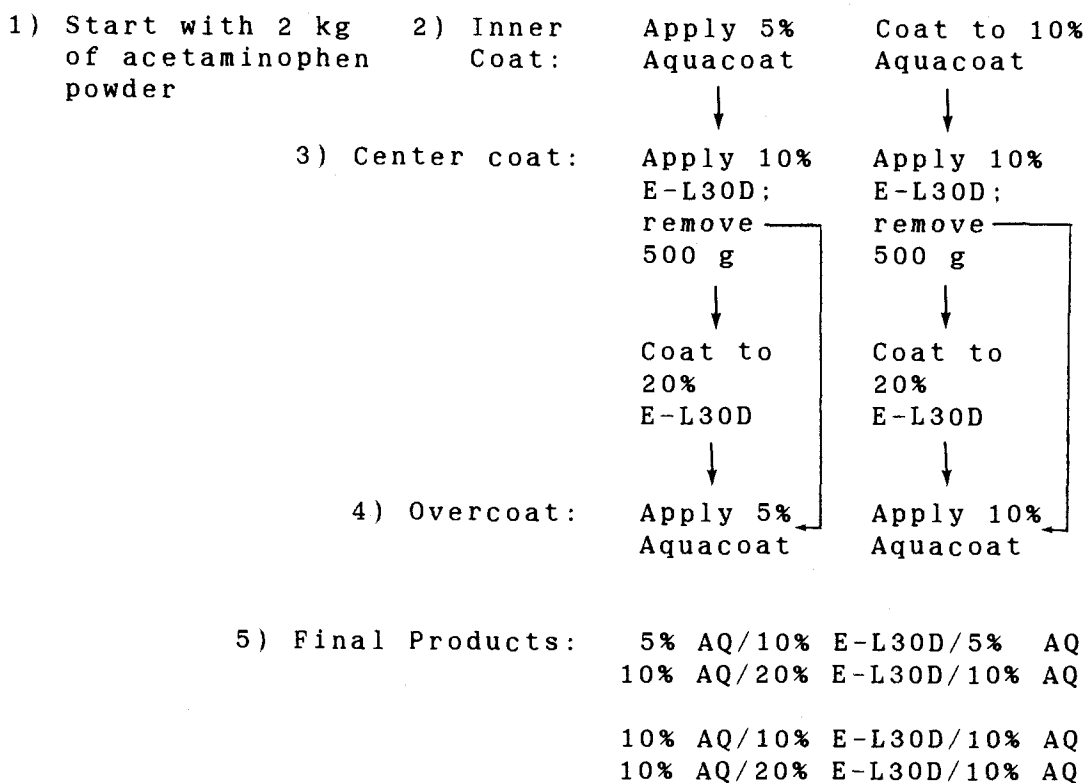 1) Start with 2 kg of acetaminophen powder
2) Inner Coat:
Apply 5% Aquacoat
Coat to 10% Aquacoat
3) Center coat:
Apply 10% E-L30D; remove 500 g
Apply 10% E-L30D; remove 500 g
Coat to 20% E-L30D
Coat to 20% E-L30D
4) Overcoat:
Apply 5% Aquacoat
Apply 10% Aquacoat
5) Final Products:
5% AQ/10% E-L30D/5% AQ
10% AQ/20% E-L30D/10% AQ
10% AQ/10% E-L30D/10% AQ
10% AQ/20% E-L30D/10% AQ